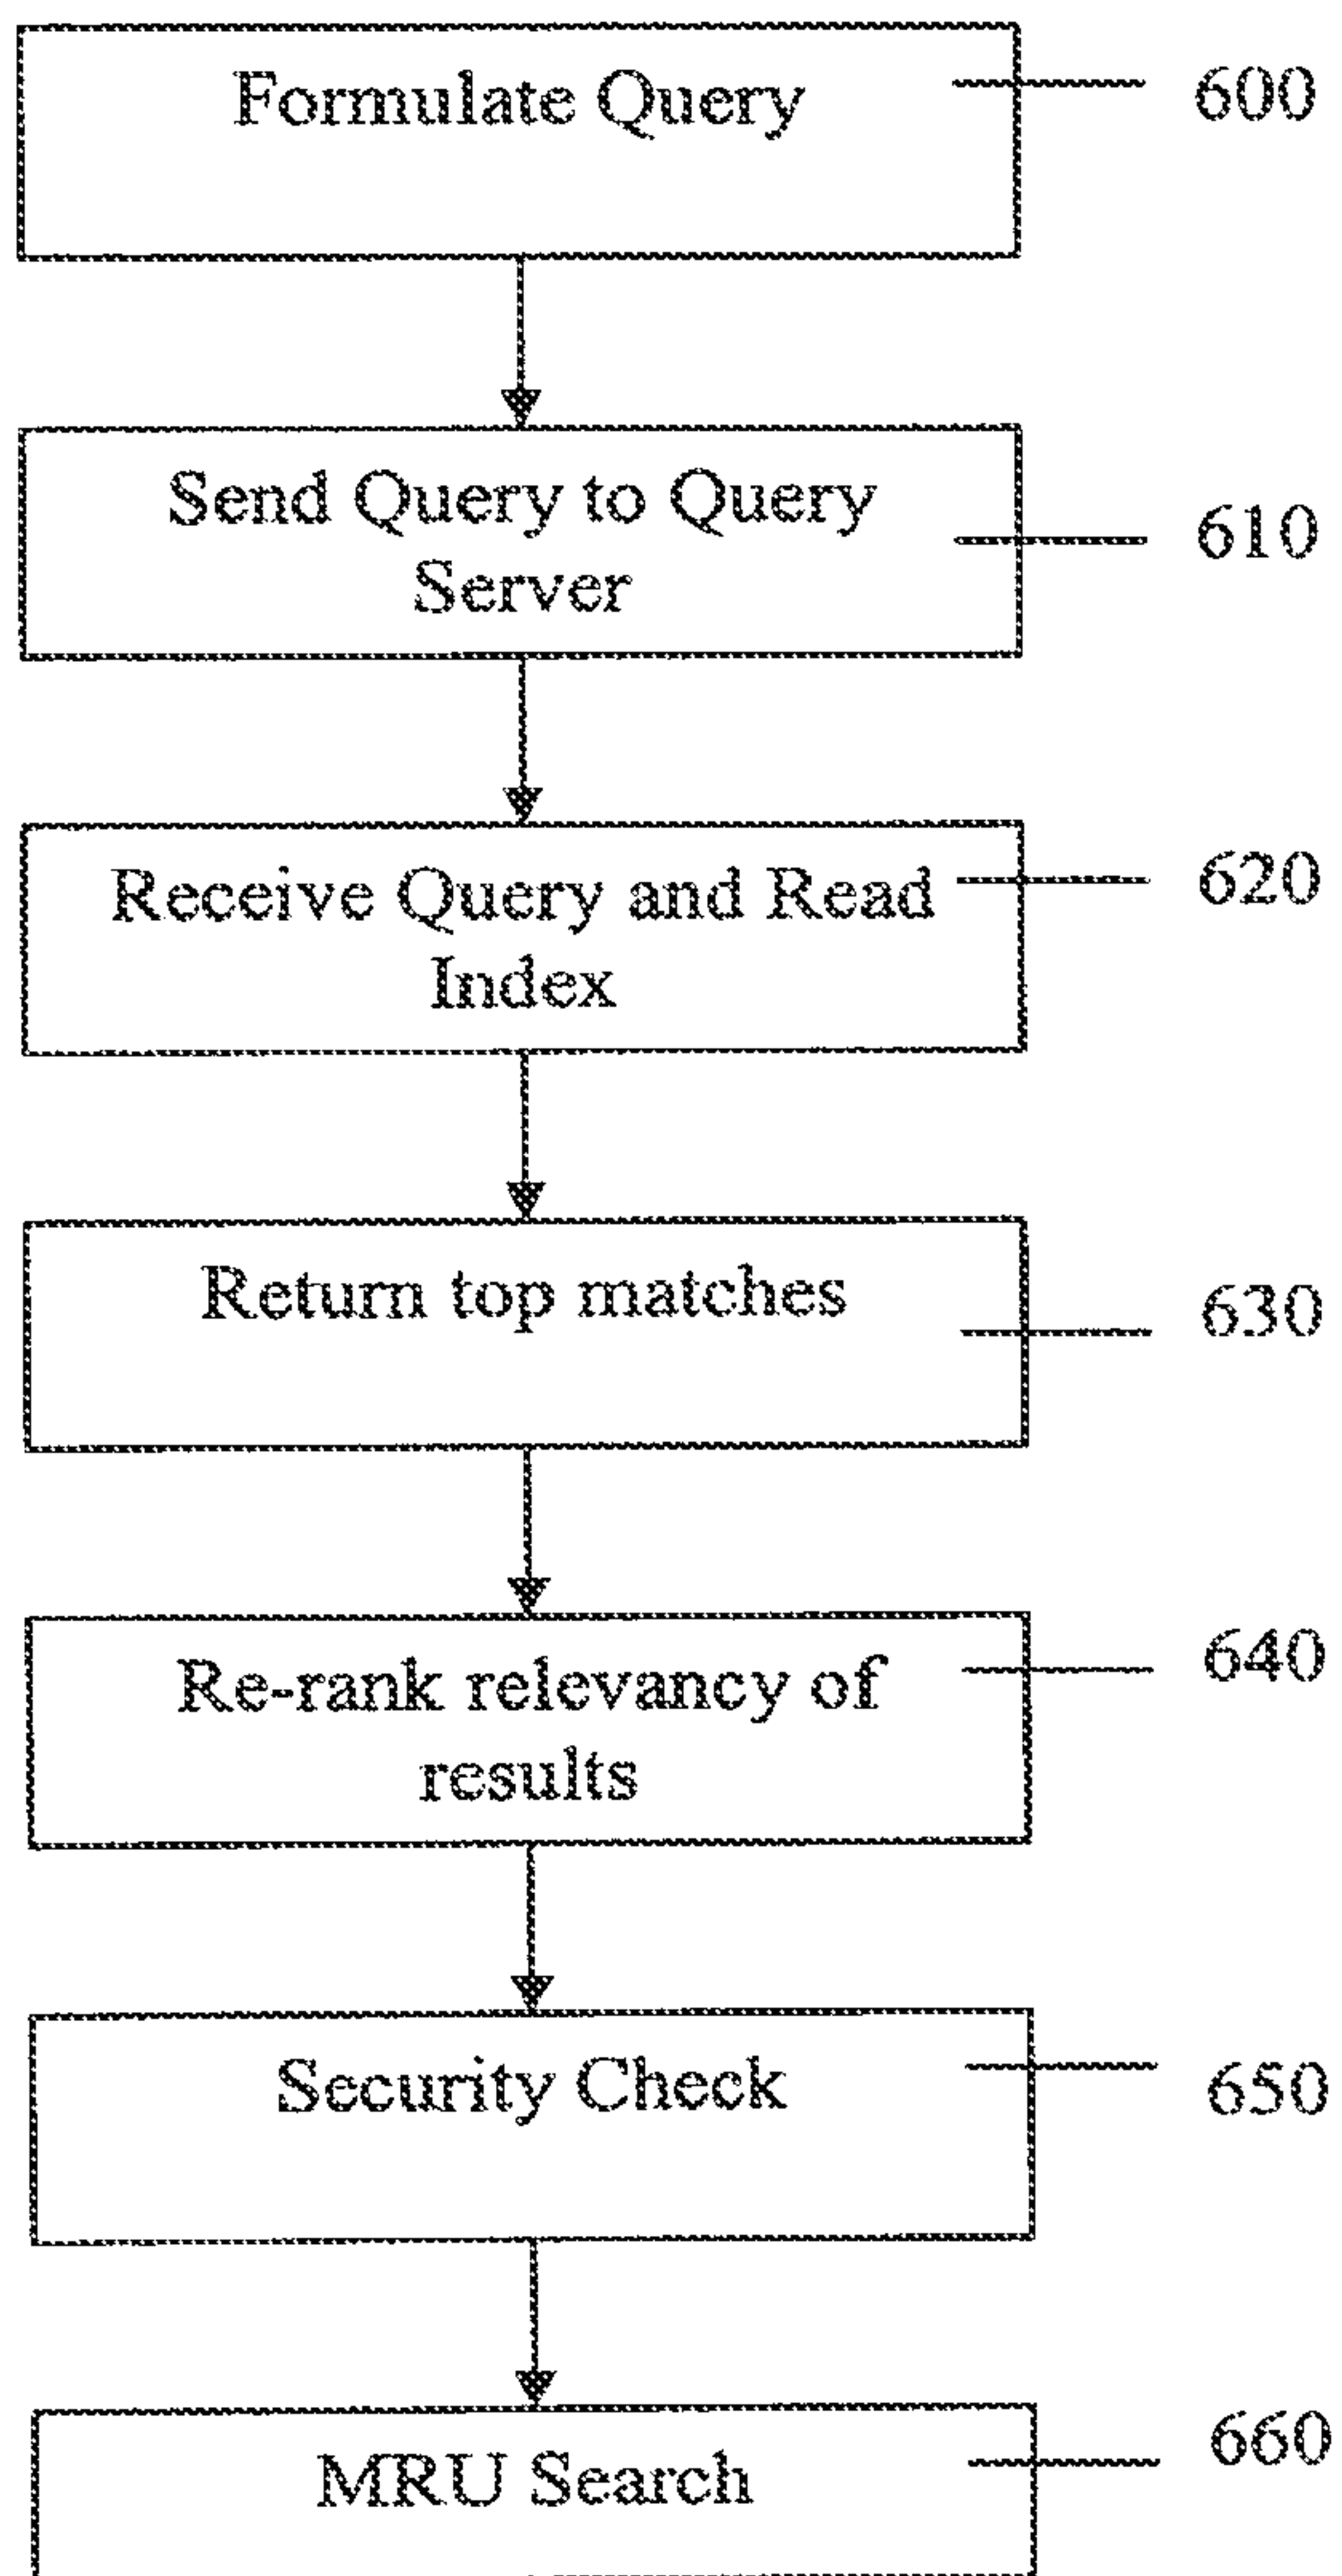 Formulate Query
600
Send Query to Query
Server
610
Receive Query and Read
Index
620
Return top matches
630
Re-rank relevancy of
results
640
Security Check
650
MRU Search
660